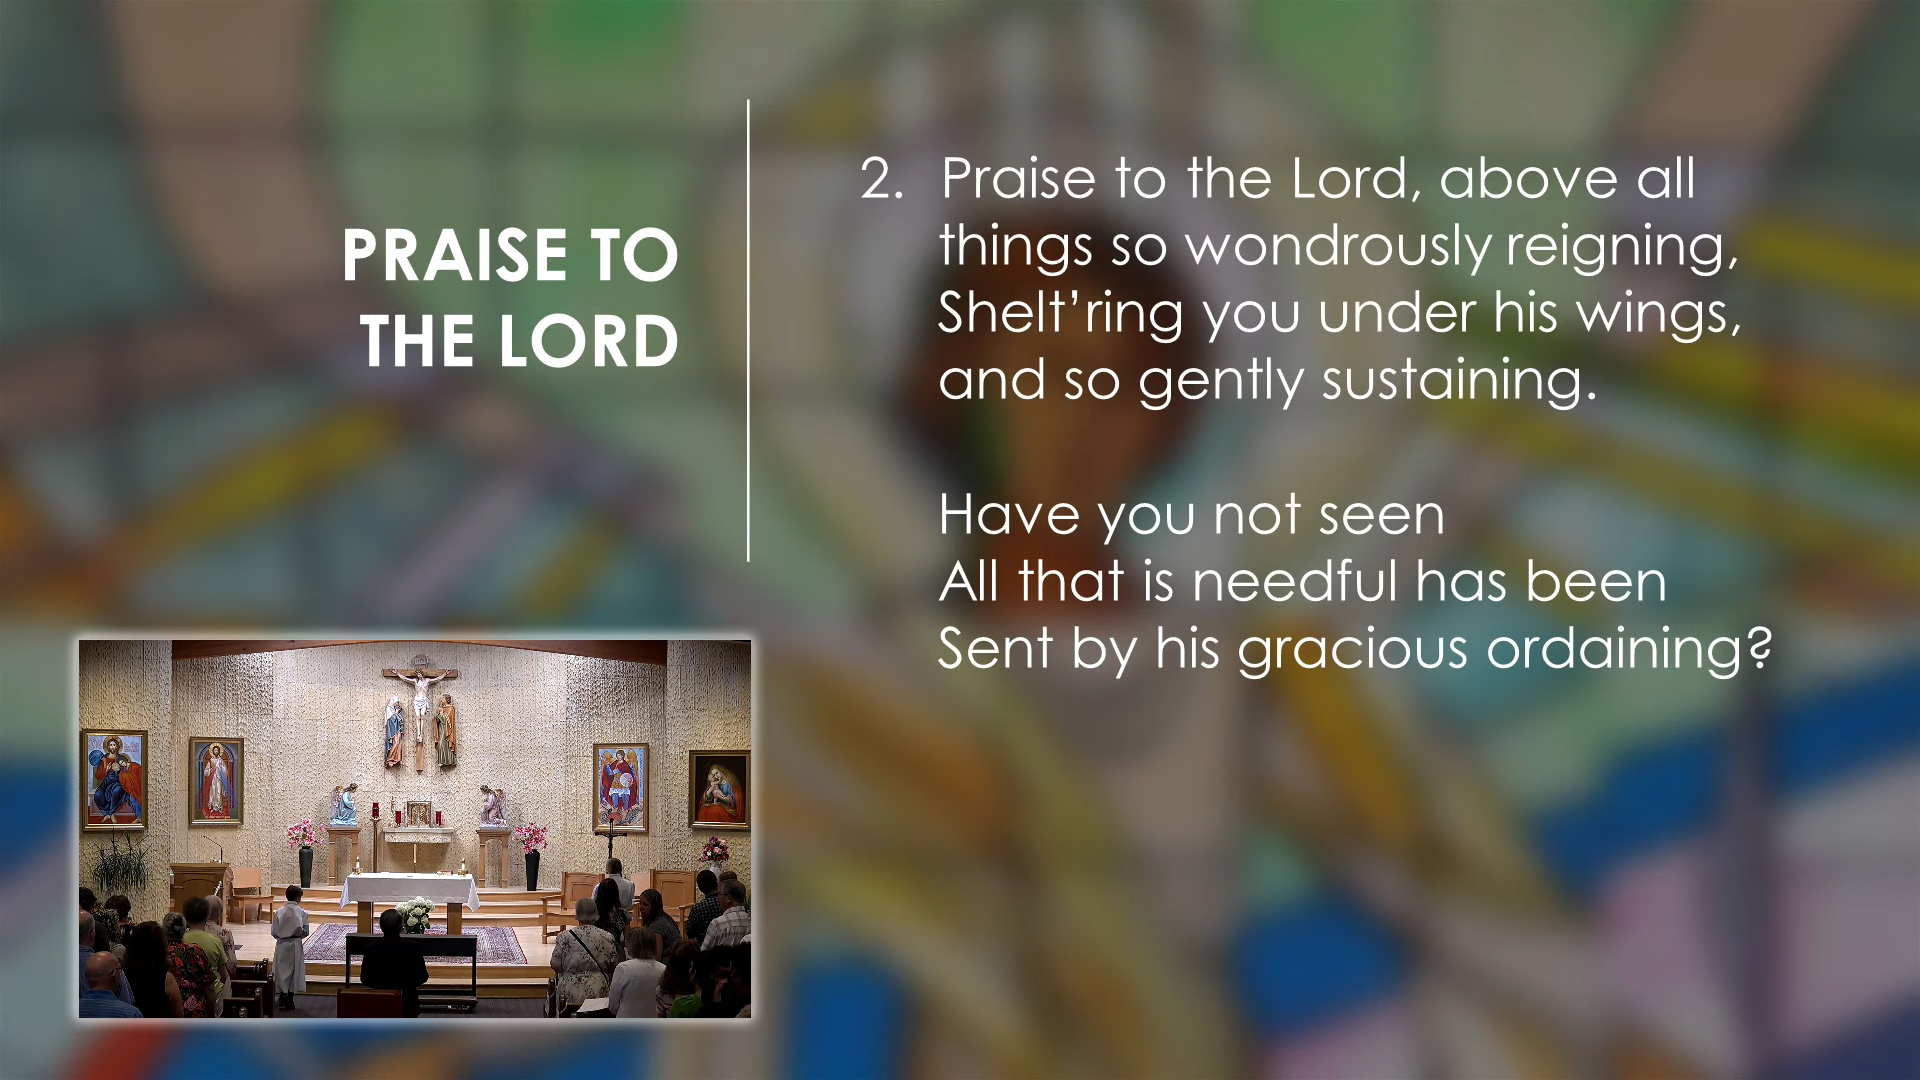 PRAISE TO
THE LORD
2. Praise to the Lord, above all
things so wondrously reigning,
Shelt’ring you under his wings,
and so gently sustaining.
Have you not seen
All that is needful has been
Sent by his gracious ordaining?